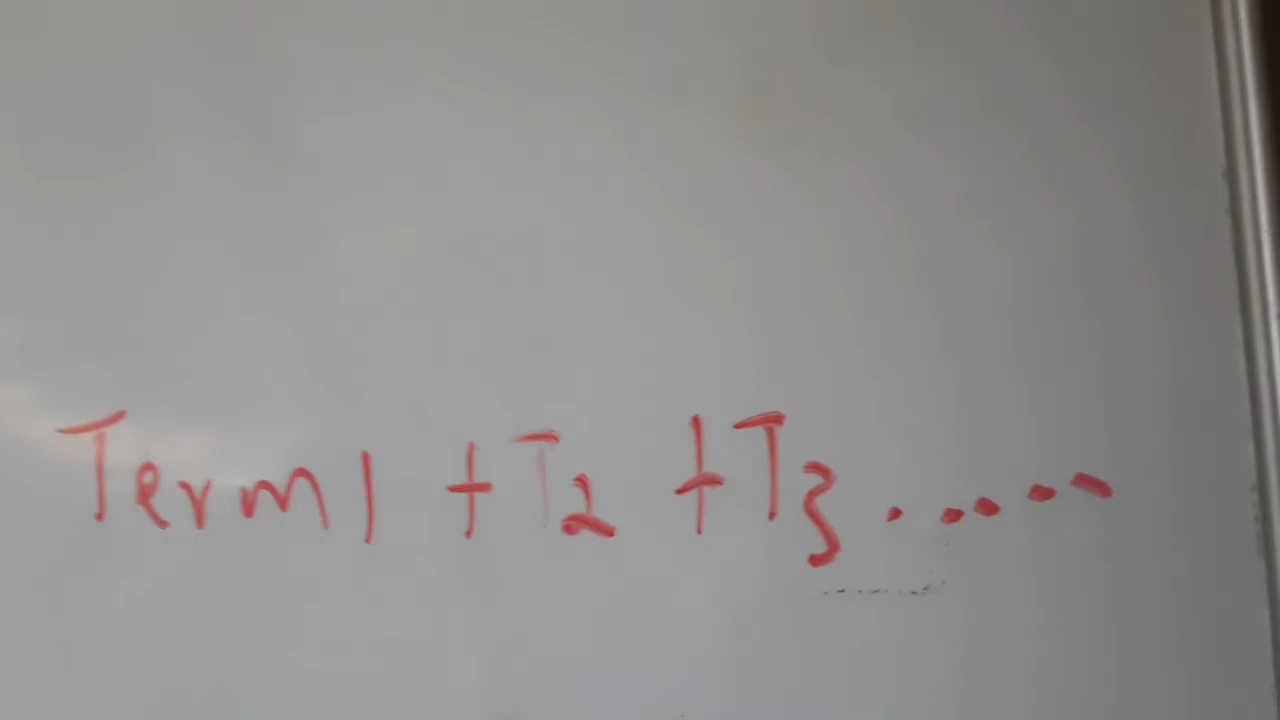 Term1 + T2 + T3 . . . . .